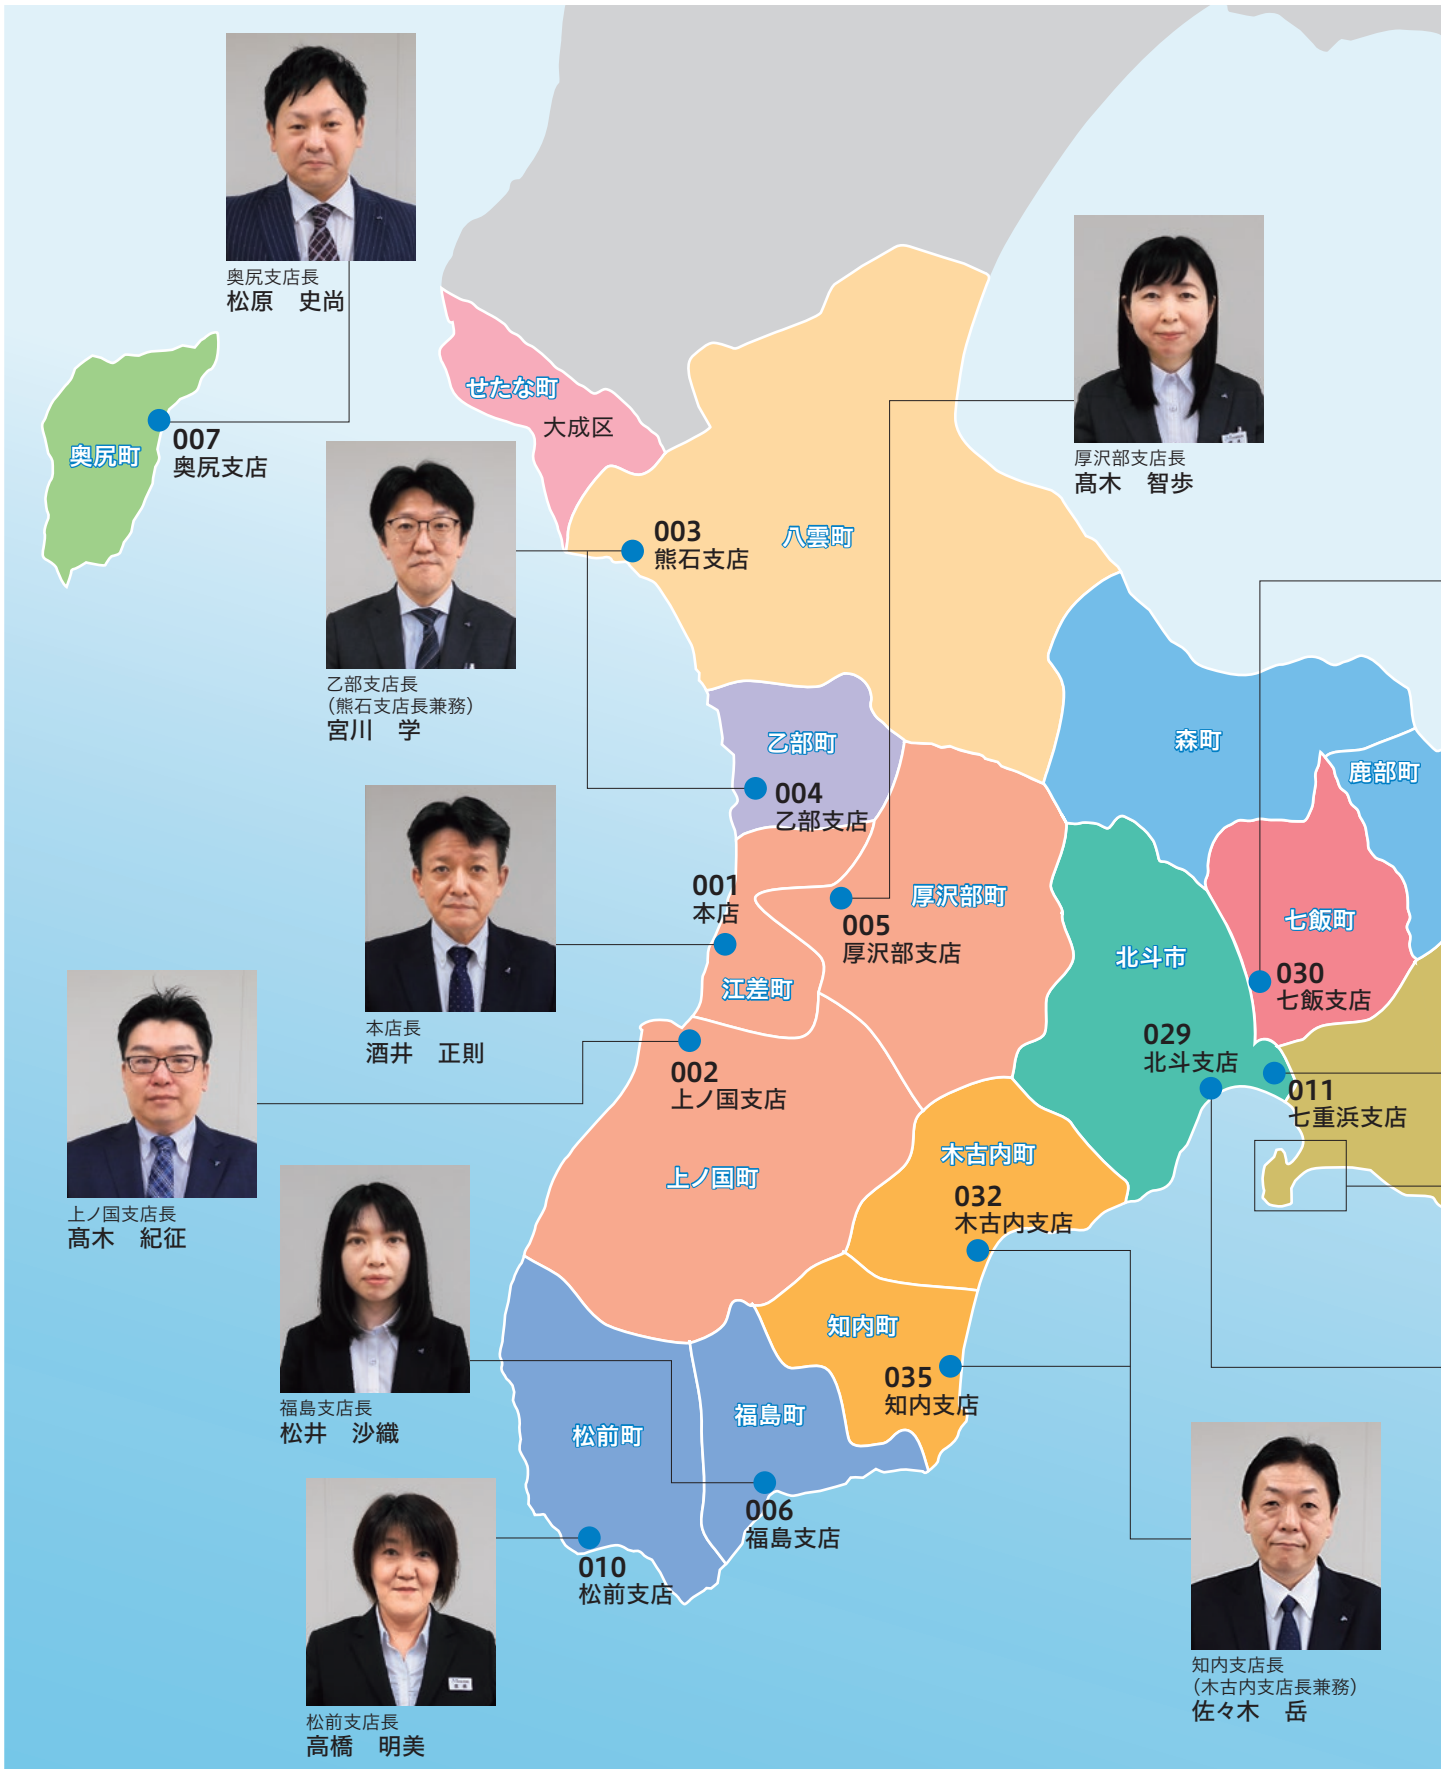 奥尻支店長
松原　史尚
奥尻町
007
奥尻支店
せたな町
大成区
厚沢部支店長
髙木　智歩
003
熊石支店
八雲町
乙部支店長
（熊石支店長兼務）
宮川　学
乙部町
004
乙部支店
森町
鹿部町
001
本店
005
厚沢部支店
厚沢部町
江差町
本店長
酒井　正則
北斗市
七飯町
030
七飯支店
029
北斗支店
011
七重浜支店
002
上ノ国支店
上ノ国町
上ノ国支店長
髙木　紀征
木古内町
032
木古内支店
知内町
035
知内支店
福島支店長
松井　沙織
松前町
福島町
006
福島支店
010
松前支店
松前支店長
高橋　明美
知内支店長
（木古内支店長兼務）
佐々木　岳